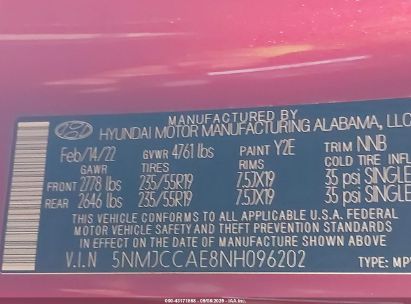 MANUFACTURED BY
HYUNDAI MOTOR MANUFACTURING ALABAMA, LLC
Feb/14/22 GVWR 4761 lbs PAINT Y2E TRIM NNB
GAWR TIRES RIMS COLD TIRE INFL
FRONT 2778 lbs 235/55R19 7.5JX19 35 psi SINGLE
REAR 2646 lbs 235/55R19 7.5JX19 35 psi SINGLE
THIS VEHICLE CONFORMS TO ALL APPLICABLE U.S.A. FEDERAL
MOTOR VEHICLE SAFETY AND THEFT PREVENTION STANDARDS
IN EFFECT ON THE DATE OF MANUFACTURE SHOWN ABOVE
V.I.N 5NMJCCAE8NH096202 TYPE: MPV